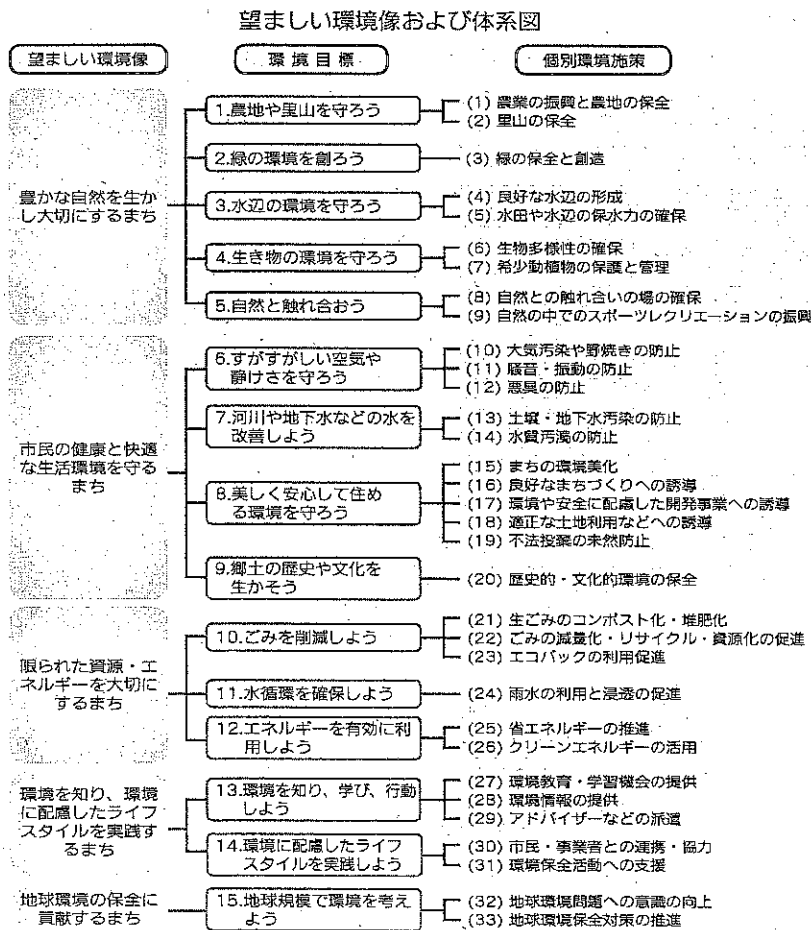 望ましい環境像および体系図
望ましい環境像
環境目標
個別環境施策
豊かな自然を生か
し大切にするまち
1.農地や里山を守ろう
(1) 農業の振興と農地の保全
(2) 里山の保全
2.緑の環境を創ろう
(3) 緑の保全と創造
3.水辺の環境を守ろう
(4) 良好な水辺の形成
(5) 水田や水辺の保水力の確保
4.生き物の環境を守ろう
(6) 生物多様性の確保
(7) 希少動植物の保護と管理
5.自然と触れ合おう
(8) 自然との触れ合いの場の確保
(9) 自然の中でのスポーツレクリエーションの振興
市民の健康と快適
な生活環境を守る
まち
6.すがすがしい空気や
静けさを守ろう
(10) 大気汚染や野焼きの防止
(11) 騒音・振動の防止
(12) 悪臭の防止
7.河川や地下水などの水を
改善しよう
(13) 土壌・地下水汚染の防止
(14) 水質汚濁の防止
8.美しく安心して住め
る環境を守ろう
(15) まちの環境美化
(16) 良好なまちづくりへの誘導
(17) 環境や安全に配慮した開発事業への誘導
(18) 適正な土地利用などへの誘導
(19) 不法投棄の未然防止
9.郷土の歴史や文化を
生かそう
(20) 歴史的・文化的環境の保全
限られた資源・エ
ネルギーを大切に
するまち
10.ごみを削減しよう
(21) 生ごみのコンポスト化・堆肥化
(22) ごみの減量化・リサイクル・資源化の促進
(23) エコバックの利用促進
11.水循環を確保しよう
(24) 雨水の利用と浸透の促進
12.エネルギーを有効に利
用しよう
(25) 省エネルギーの推進
(26) クリーンエネルギーの活用
環境を知り、環境
に配慮したライフ
スタイルを実践す
るまち
13.環境を知り、学び、行動
しよう
(27) 環境教育・学習機会の提供
(28) 環境情報の提供
(29) アドバイザーなどの派遣
14.環境に配慮したライフ
スタイルを実践しよう
(30) 市民・事業者との連携・協力
(31) 環境保全活動への支援
地球環境の保全に
貢献するまち
15.地球規模で環境を考え
よう
(32) 地球環境問題への意識の向上
(33) 地球環境保全対策の推進